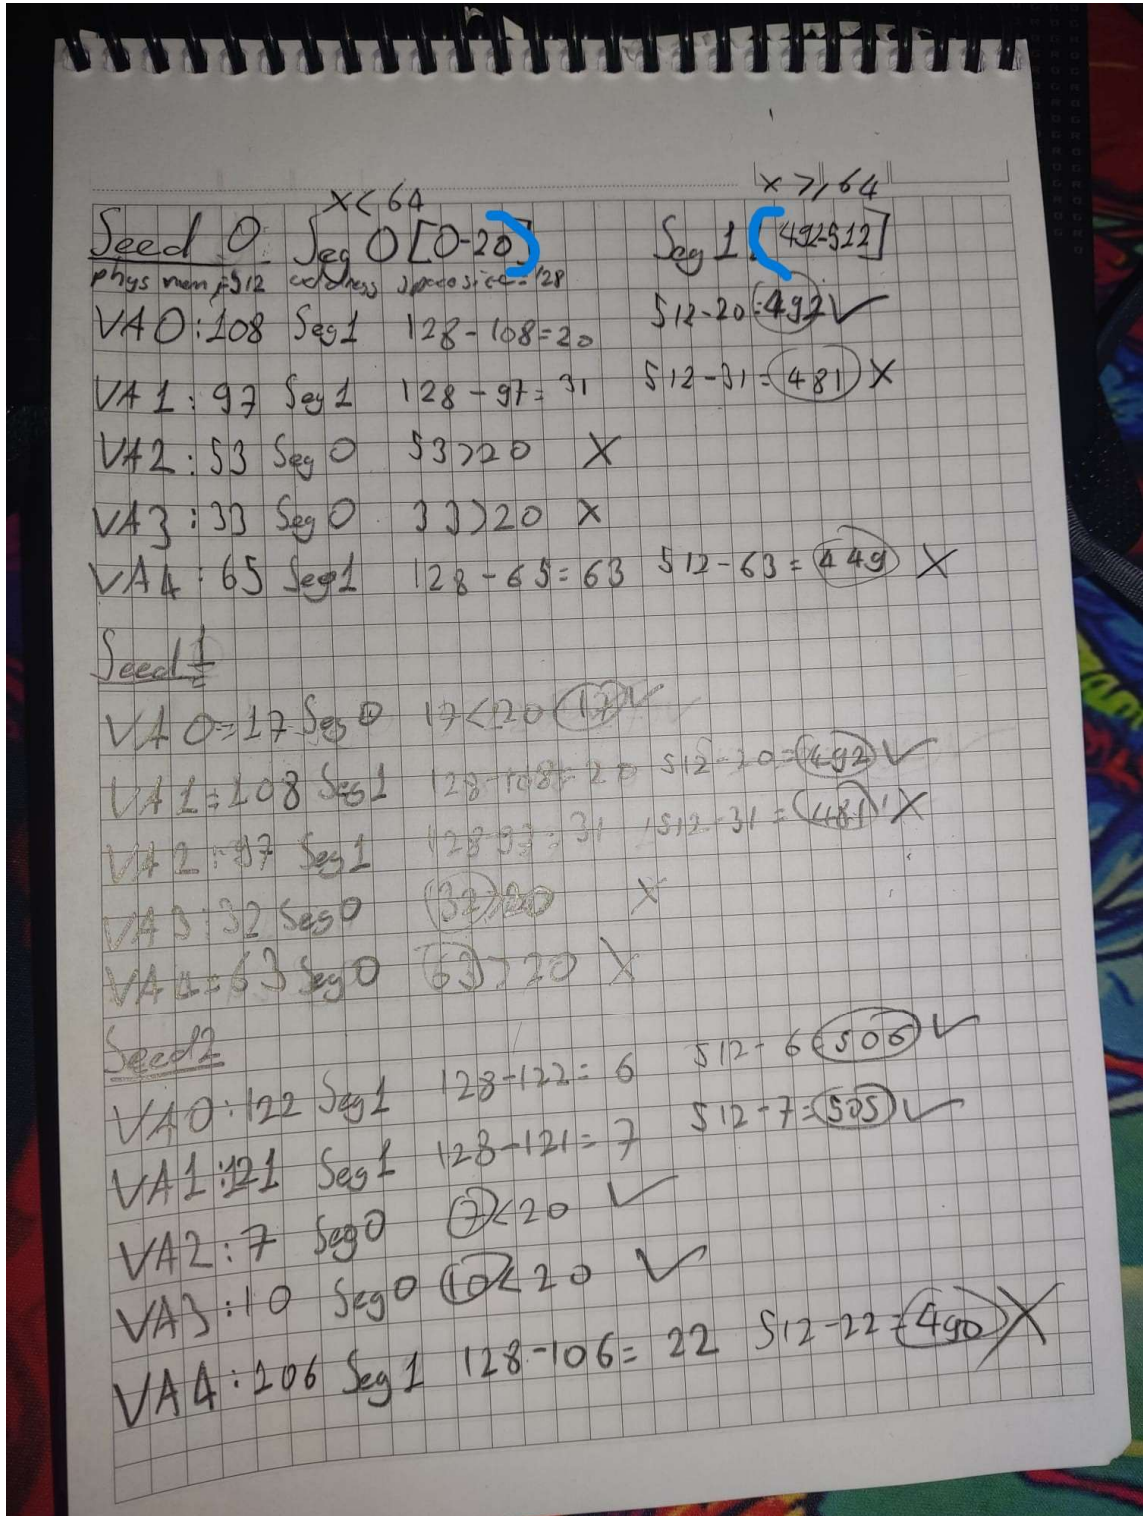 x<64 x≥64
Seed 0: Seg 0 [0-20) Seg 1 (492-512]
phys mem=512 address space size=128
VA0:108 Seg1 128-108=20 512-20=492 ✓
VA1:97 Seg1 128-97=31 512-31=481 X
VA2:53 Seg0 53>20 X
VA3:33 Seg0 33>20 X
VA4:65 Seg1 128-65=63 512-63=449 X
Seed 1:
VA0=17 Seg0 17<20 17 ✓
VA1=108 Seg1 128-108=20 512-20=492 ✓
VA2:97 Seg1 128-97=31 512-31=481 X
VA3:32 Seg0 32>20 X
VA4=63 Seg0 63>20 X
Seed2
VA0:122 Seg1 128-122=6 512-6 506 ✓
VA1:121 Seg1 128-121=7 512-7=505 ✓
VA2:7 Seg0 7<20 ✓
VA3:10 Seg0 10<20 ✓
VA4:106 Seg1 128-106=22 512-22=490 X